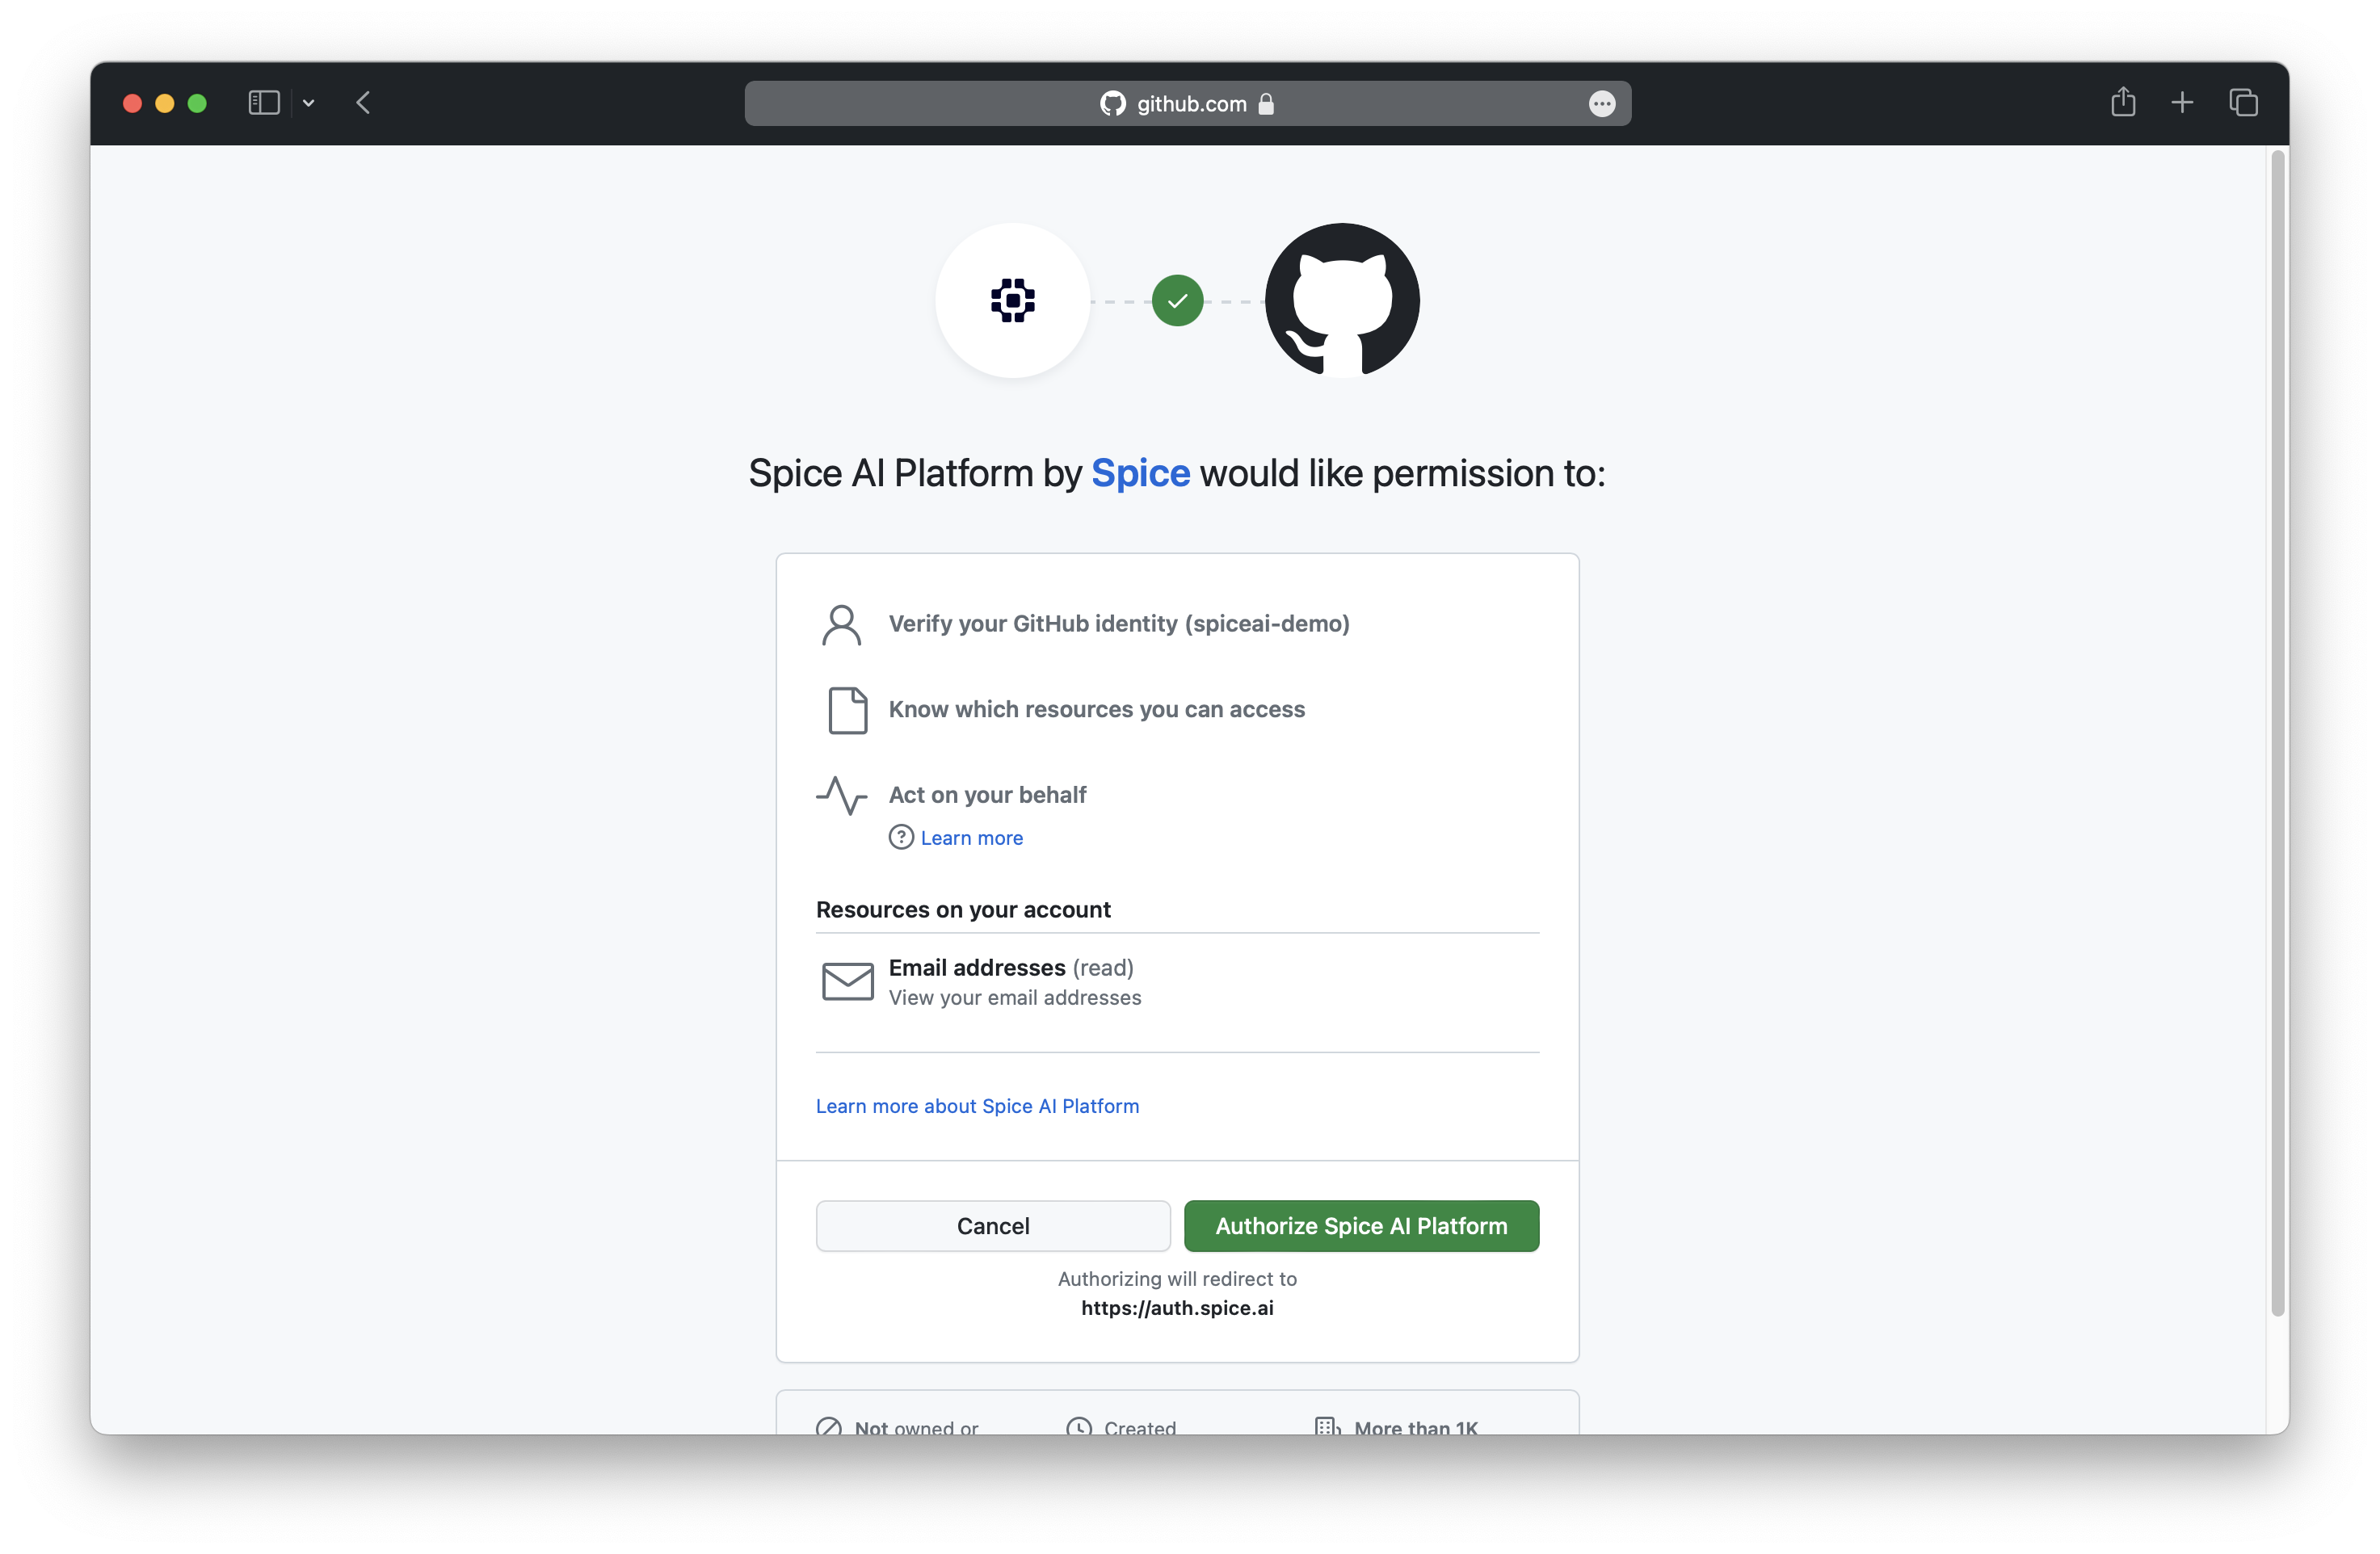 github.com
Spice AI Platform by Spice would like permission to:
Verify your GitHub identity (spiceai-demo)
Know which resources you can access
Act on your behalf
Learn more
Resources on your account
Email addresses (read)
View your email addresses
Learn more about Spice AI Platform
Cancel
Authorize Spice AI Platform
Authorizing will redirect to
https://auth.spice.ai
Not owned or
Created
More than 1K